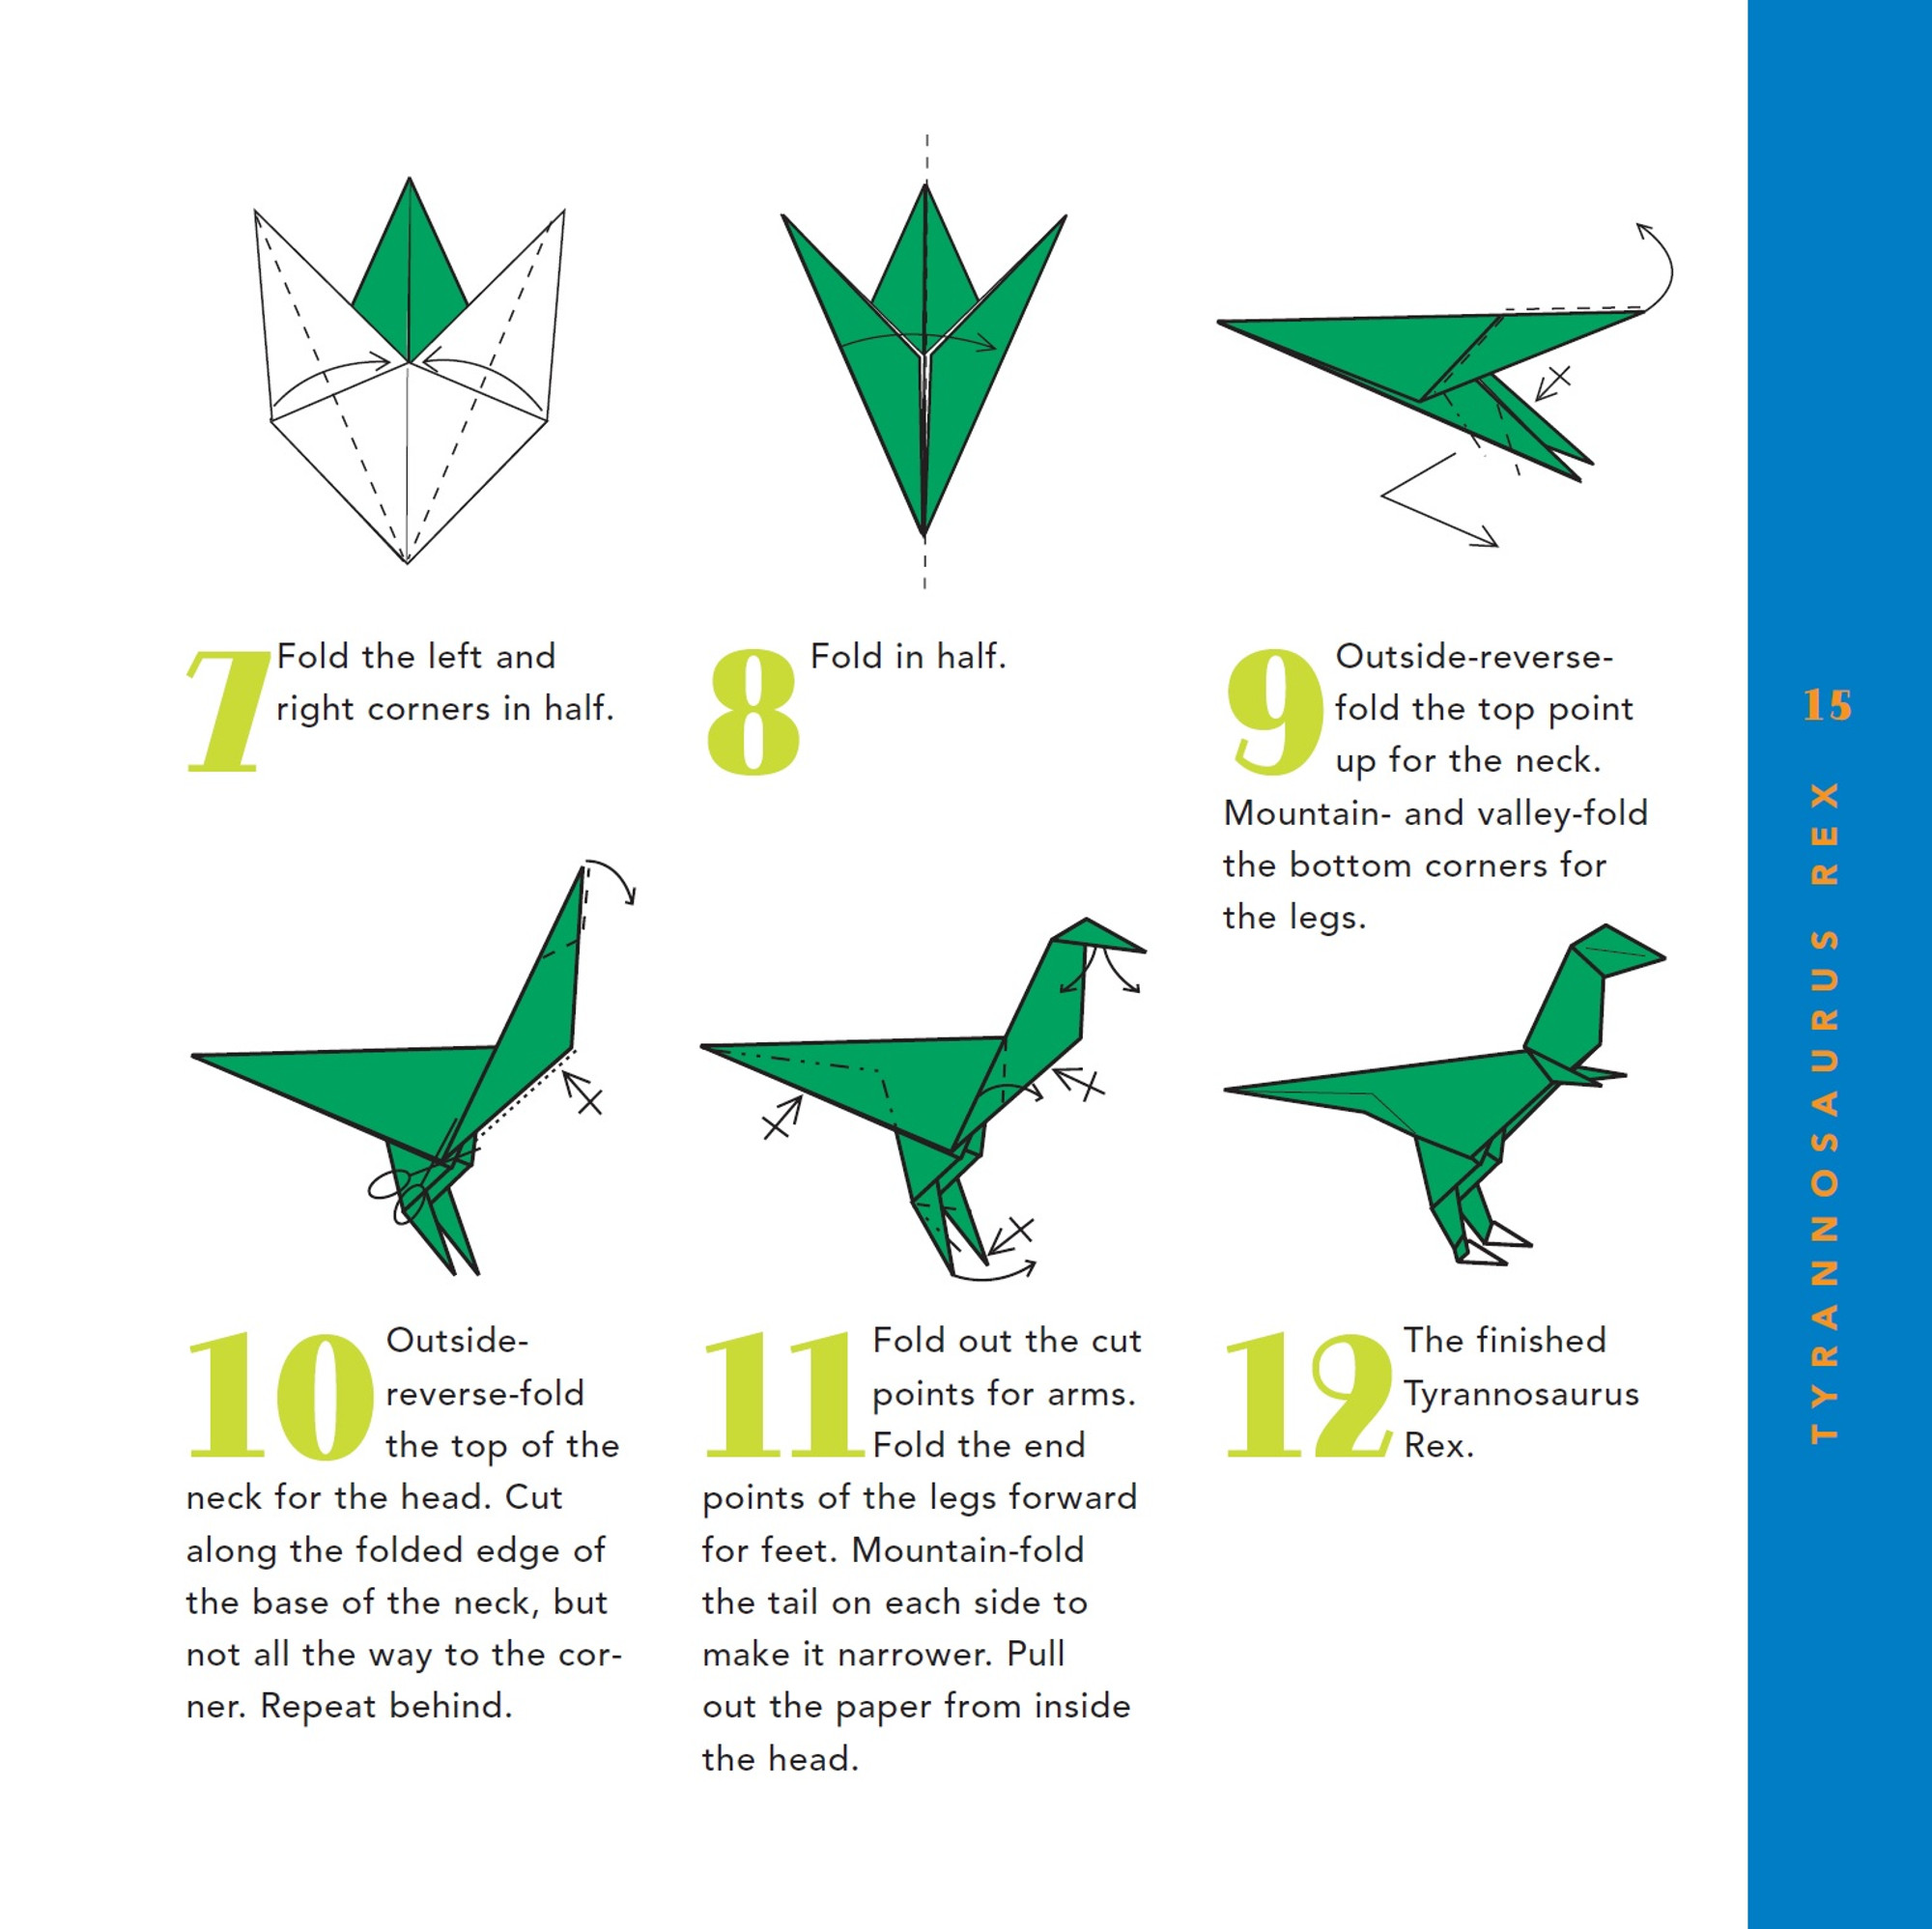 7 Fold the left and
right corners in half.
8 Fold in half.
9 Outside-reverse-
fold the top point
up for the neck.
Mountain- and valley-fold
the bottom corners for
the legs.
10 Outside-
reverse-fold
the top of the
neck for the head. Cut
along the folded edge of
the base of the neck, but
not all the way to the cor-
ner. Repeat behind.
11 Fold out the cut
points for arms.
Fold the end
points of the legs forward
for feet. Mountain-fold
the tail on each side to
make it narrower. Pull
out the paper from inside
the head.
12 The finished
Tyrannosaurus
Rex.
TYRANNOSAURUS REX 15